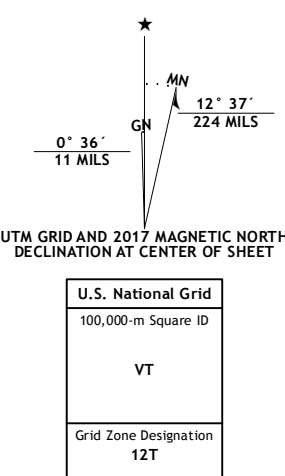 ★
MN
GN
12° 37´
224 MILS
0° 36´
11 MILS
UTM GRID AND 2017 MAGNETIC NORTH
DECLINATION AT CENTER OF SHEET
U.S. National Grid
100,000-m Square ID
VT
Grid Zone Designation
12T